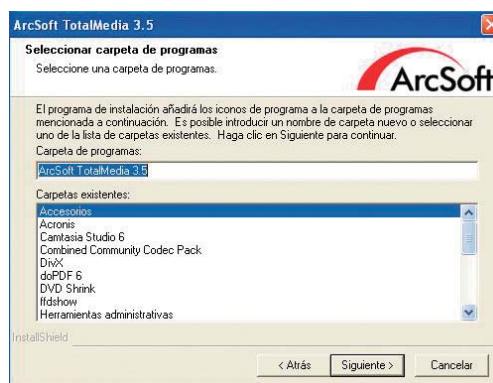 ArcSoft TotalMedia 3.5
Seleccionar carpeta de programas
Seleccione una carpeta de programas.
ArcSoft
El programa de instalación añadirá los iconos de programa a la carpeta de programas
mencionada a continuación. Es posible introducir un nombre de carpeta nuevo o seleccionar
uno de la lista de carpetas existentes. Haga clic en Siguiente para continuar.
Carpeta de programas:
ArcSoft TotalMedia 3.5
Carpetas existentes:
Accesorios
Acronis
Camtasia Studio 6
Combined Community Codec Pack
DivX
doPDF 6
DVD Shrink
ffdshow
Herramientas administrativas
InstallShield
< Atrás
Siguiente >
Cancelar